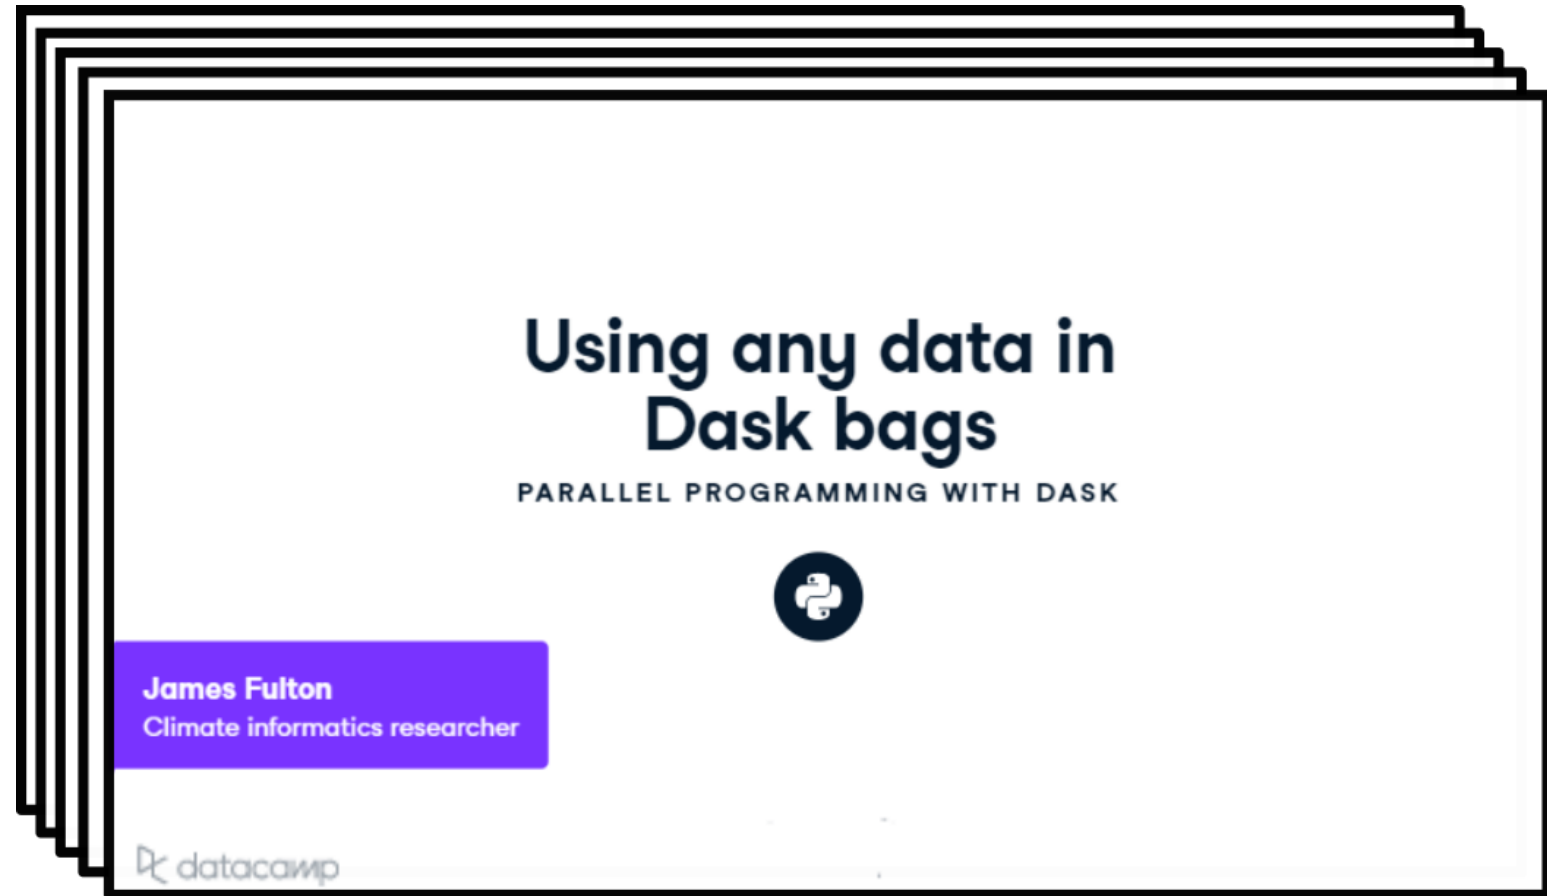 Using any data in
Dask bags
PARALLEL PROGRAMMING WITH DASK
James Fulton
Climate informatics researcher
datacamp